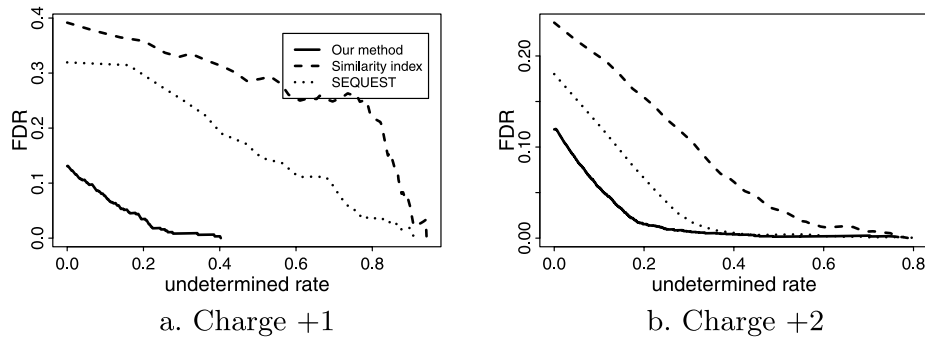 FDR
0.0 0.1 0.2 0.3 0.4
Our method
Similarity index
SEQUEST
0.0 0.2 0.4 0.6 0.8
undetermined rate
a. Charge +1
FDR
0.00 0.10 0.20
0.0 0.2 0.4 0.6 0.8
undetermined rate
b. Charge +2